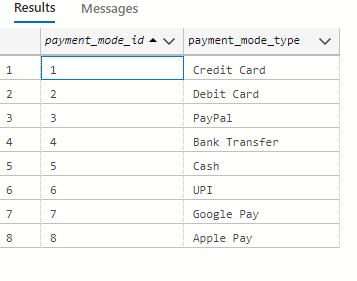 Results Messages
payment_mode_id payment_mode_type
1 1 Credit Card
2 2 Debit Card
3 3 PayPal
4 4 Bank Transfer
5 5 Cash
6 6 UPI
7 7 Google Pay
8 8 Apple Pay